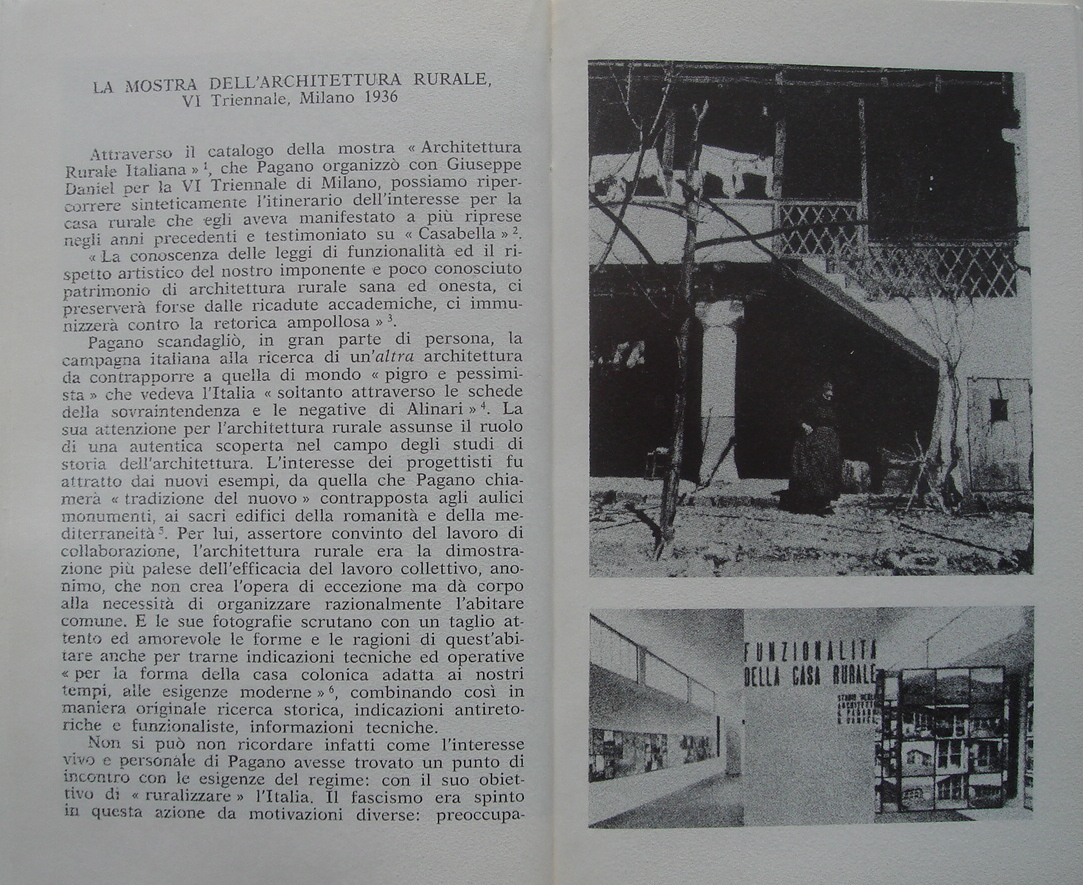 LA MOSTRA DELL'ARCHITETTURA RURALE,
VI Triennale, Milano 1936
Attraverso il catalogo della mostra « Architettura
Rurale Italiana » ¹, che Pagano organizzò con Giuseppe
Daniel per la VI Triennale di Milano, possiamo riper-
correre sinteticamente l'itinerario dell'interesse per la
casa rurale che egli aveva manifestato a più riprese
negli anni precedenti e testimoniato su « Casabella » ².
« La conoscenza delle leggi di funzionalità ed il ri-
spetto artistico del nostro imponente e poco conosciuto
patrimonio di architettura rurale sana ed onesta, ci
preserverà forse dalle ricadute accademiche, ci immu-
nizzerà contro la retorica ampollosa » ³.
Pagano scandagliò, in gran parte di persona, la
campagna italiana alla ricerca di un'altra architettura
da contrapporre a quella di mondo « pigro e pessimi-
sta » che vedeva l'Italia « soltanto attraverso le schede
della sovraintendenza e le negative di Alinari » ⁴. La
sua attenzione per l'architettura rurale assunse il ruolo
di una autentica scoperta nel campo degli studi di
storia dell'architettura. L'interesse dei progettisti fu
attratto dai nuovi esempi, da quella che Pagano chia-
merà « tradizione del nuovo » contrapposta agli aulici
monumenti, ai sacri edifici della romanità e della me-
diterraneità ⁵. Per lui, assertore convinto del lavoro di
collaborazione, l'architettura rurale era la dimostra-
zione più palese dell'efficacia del lavoro collettivo, ano-
nimo, che non crea l'opera di eccezione ma dà corpo
alla necessità di organizzare razionalmente l'abitare
comune. E le sue fotografie scrutano con un taglio at-
tento ed amorevole le forme e le ragioni di quest'abi-
tare anche per trarne indicazioni tecniche ed operative
« per la forma della casa colonica adatta ai nostri
tempi, alle esigenze moderne » ⁶, combinando così in
maniera originale ricerca storica, indicazioni antireto-
riche e funzionaliste, informazioni tecniche.
Non si può non ricordare infatti come l'interesse
vivo e personale di Pagano avesse trovato un punto di
incontro con le esigenze del regime: con il suo obiet-
tivo di « ruralizzare » l'Italia. Il fascismo era spinto
in questa azione da motivazioni diverse: preoccupa-
FUNZIONALITA
DELLA CASA RURALE